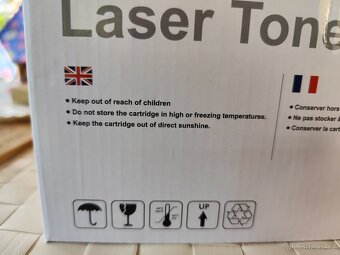 Laser Tone
• Keep out of reach of children
• Do not store the cartridge in high or freezing temperatures.
• Keep the cartridge out of direct sunshine.
• Conserver hors
• Ne pas stocker
• Conserver la cart
UP